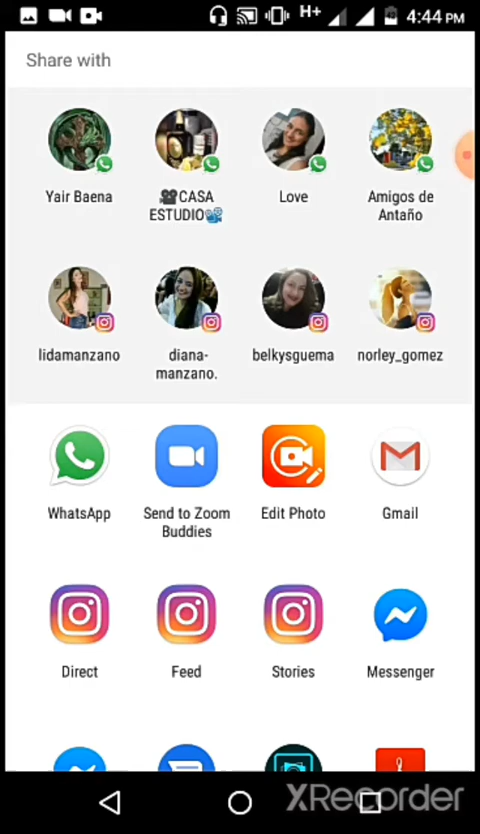 H+ 4:44 PM
Share with
Yair Baena
🎥CASA
ESTUDIO📽
Love
Amigos de
Antaño
lidamanzano
diana-
manzano.
belkysguema
norley_gomez
WhatsApp
Send to Zoom
Buddies
Edit Photo
Gmail
Direct
Feed
Stories
Messenger
XRecorder